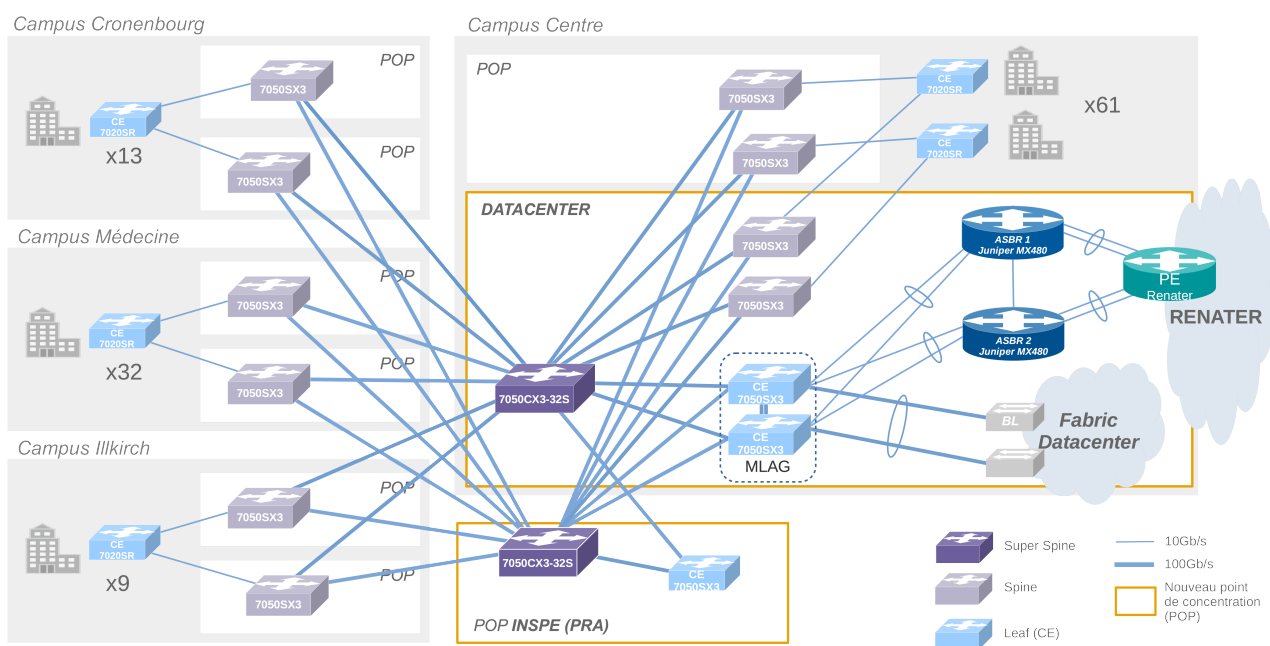 Campus Cronenbourg
POP
7050SX3
CE
7020SR
x13
POP
7050SX3
Campus Médecine
POP
7050SX3
CE
7020SR
x32
POP
7050SX3
Campus Illkirch
POP
7050SX3
CE
7020SR
x9
POP
7050SX3
Campus Centre
POP
7050SX3
CE
7020SR
x61
7050SX3
CE
7020SR
DATACENTER
7050SX3
7050SX3
ASBR 1
Juniper MX480
PE
Renater
RENATER
ASBR 2
Juniper MX480
7050CX3-32S
CE
7050SX3
CE
7050SX3
MLAG
BL
Fabric
Datacenter
7050CX3-32S
CE
7050SX3
POP INSPE (PRA)
Super Spine
Spine
Leaf (CE)
10Gb/s
100Gb/s
Nouveau point
de concentration
(POP)